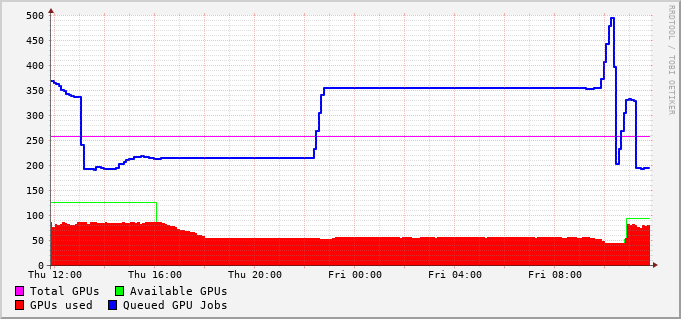 500
450
400
350
300
250
200
150
100
50
0
Thu 12:00 Thu 16:00 Thu 20:00 Fri 00:00 Fri 04:00 Fri 08:00
Total GPUs Available GPUs
GPUs used Queued GPU Jobs
RRDTOOL / TOBI OETIKER